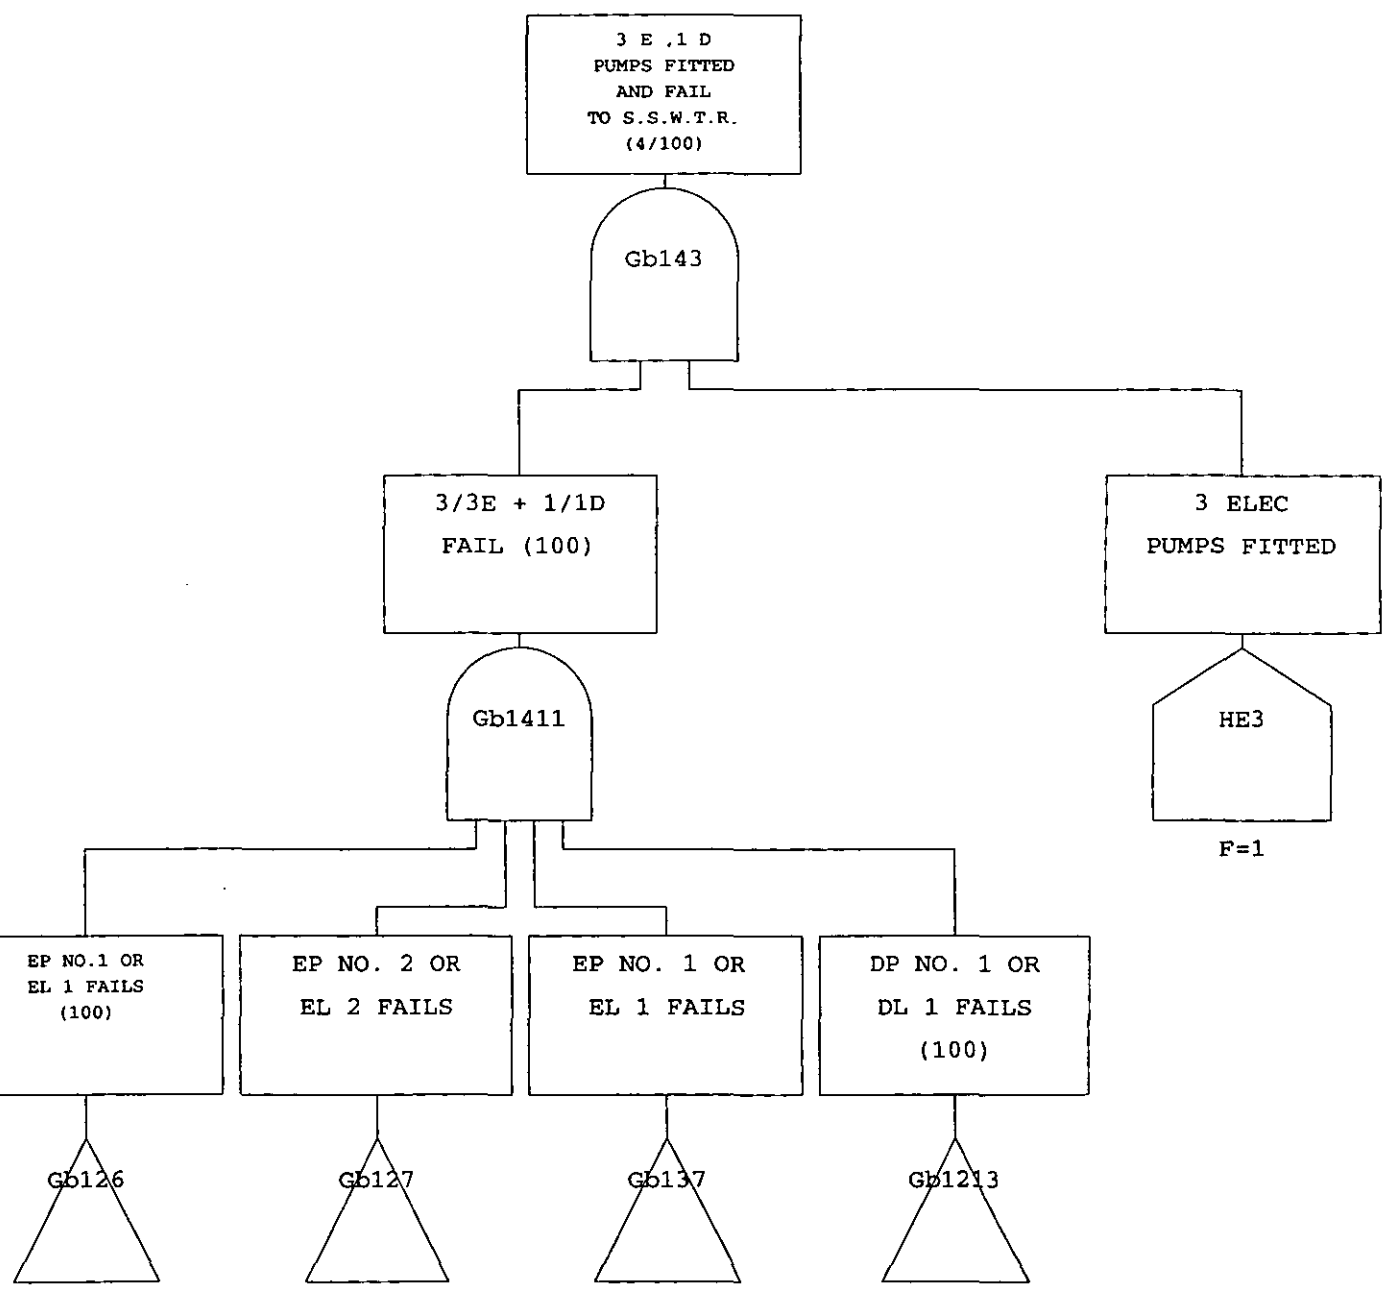 3 E ,1 D
PUMPS FITTED
AND FAIL
TO S.S.W.T.R.
(4/100)
Gb143
3/3E + 1/1D
FAIL (100)
3 ELEC
PUMPS FITTED
Gb1411
HE3
F=1
EP NO.1 OR
EL 1 FAILS
(100)
EP NO. 2 OR
EL 2 FAILS
EP NO. 1 OR
EL 1 FAILS
DP NO. 1 OR
DL 1 FAILS
(100)
Gb126
Gb127
Gb137
Gb1213